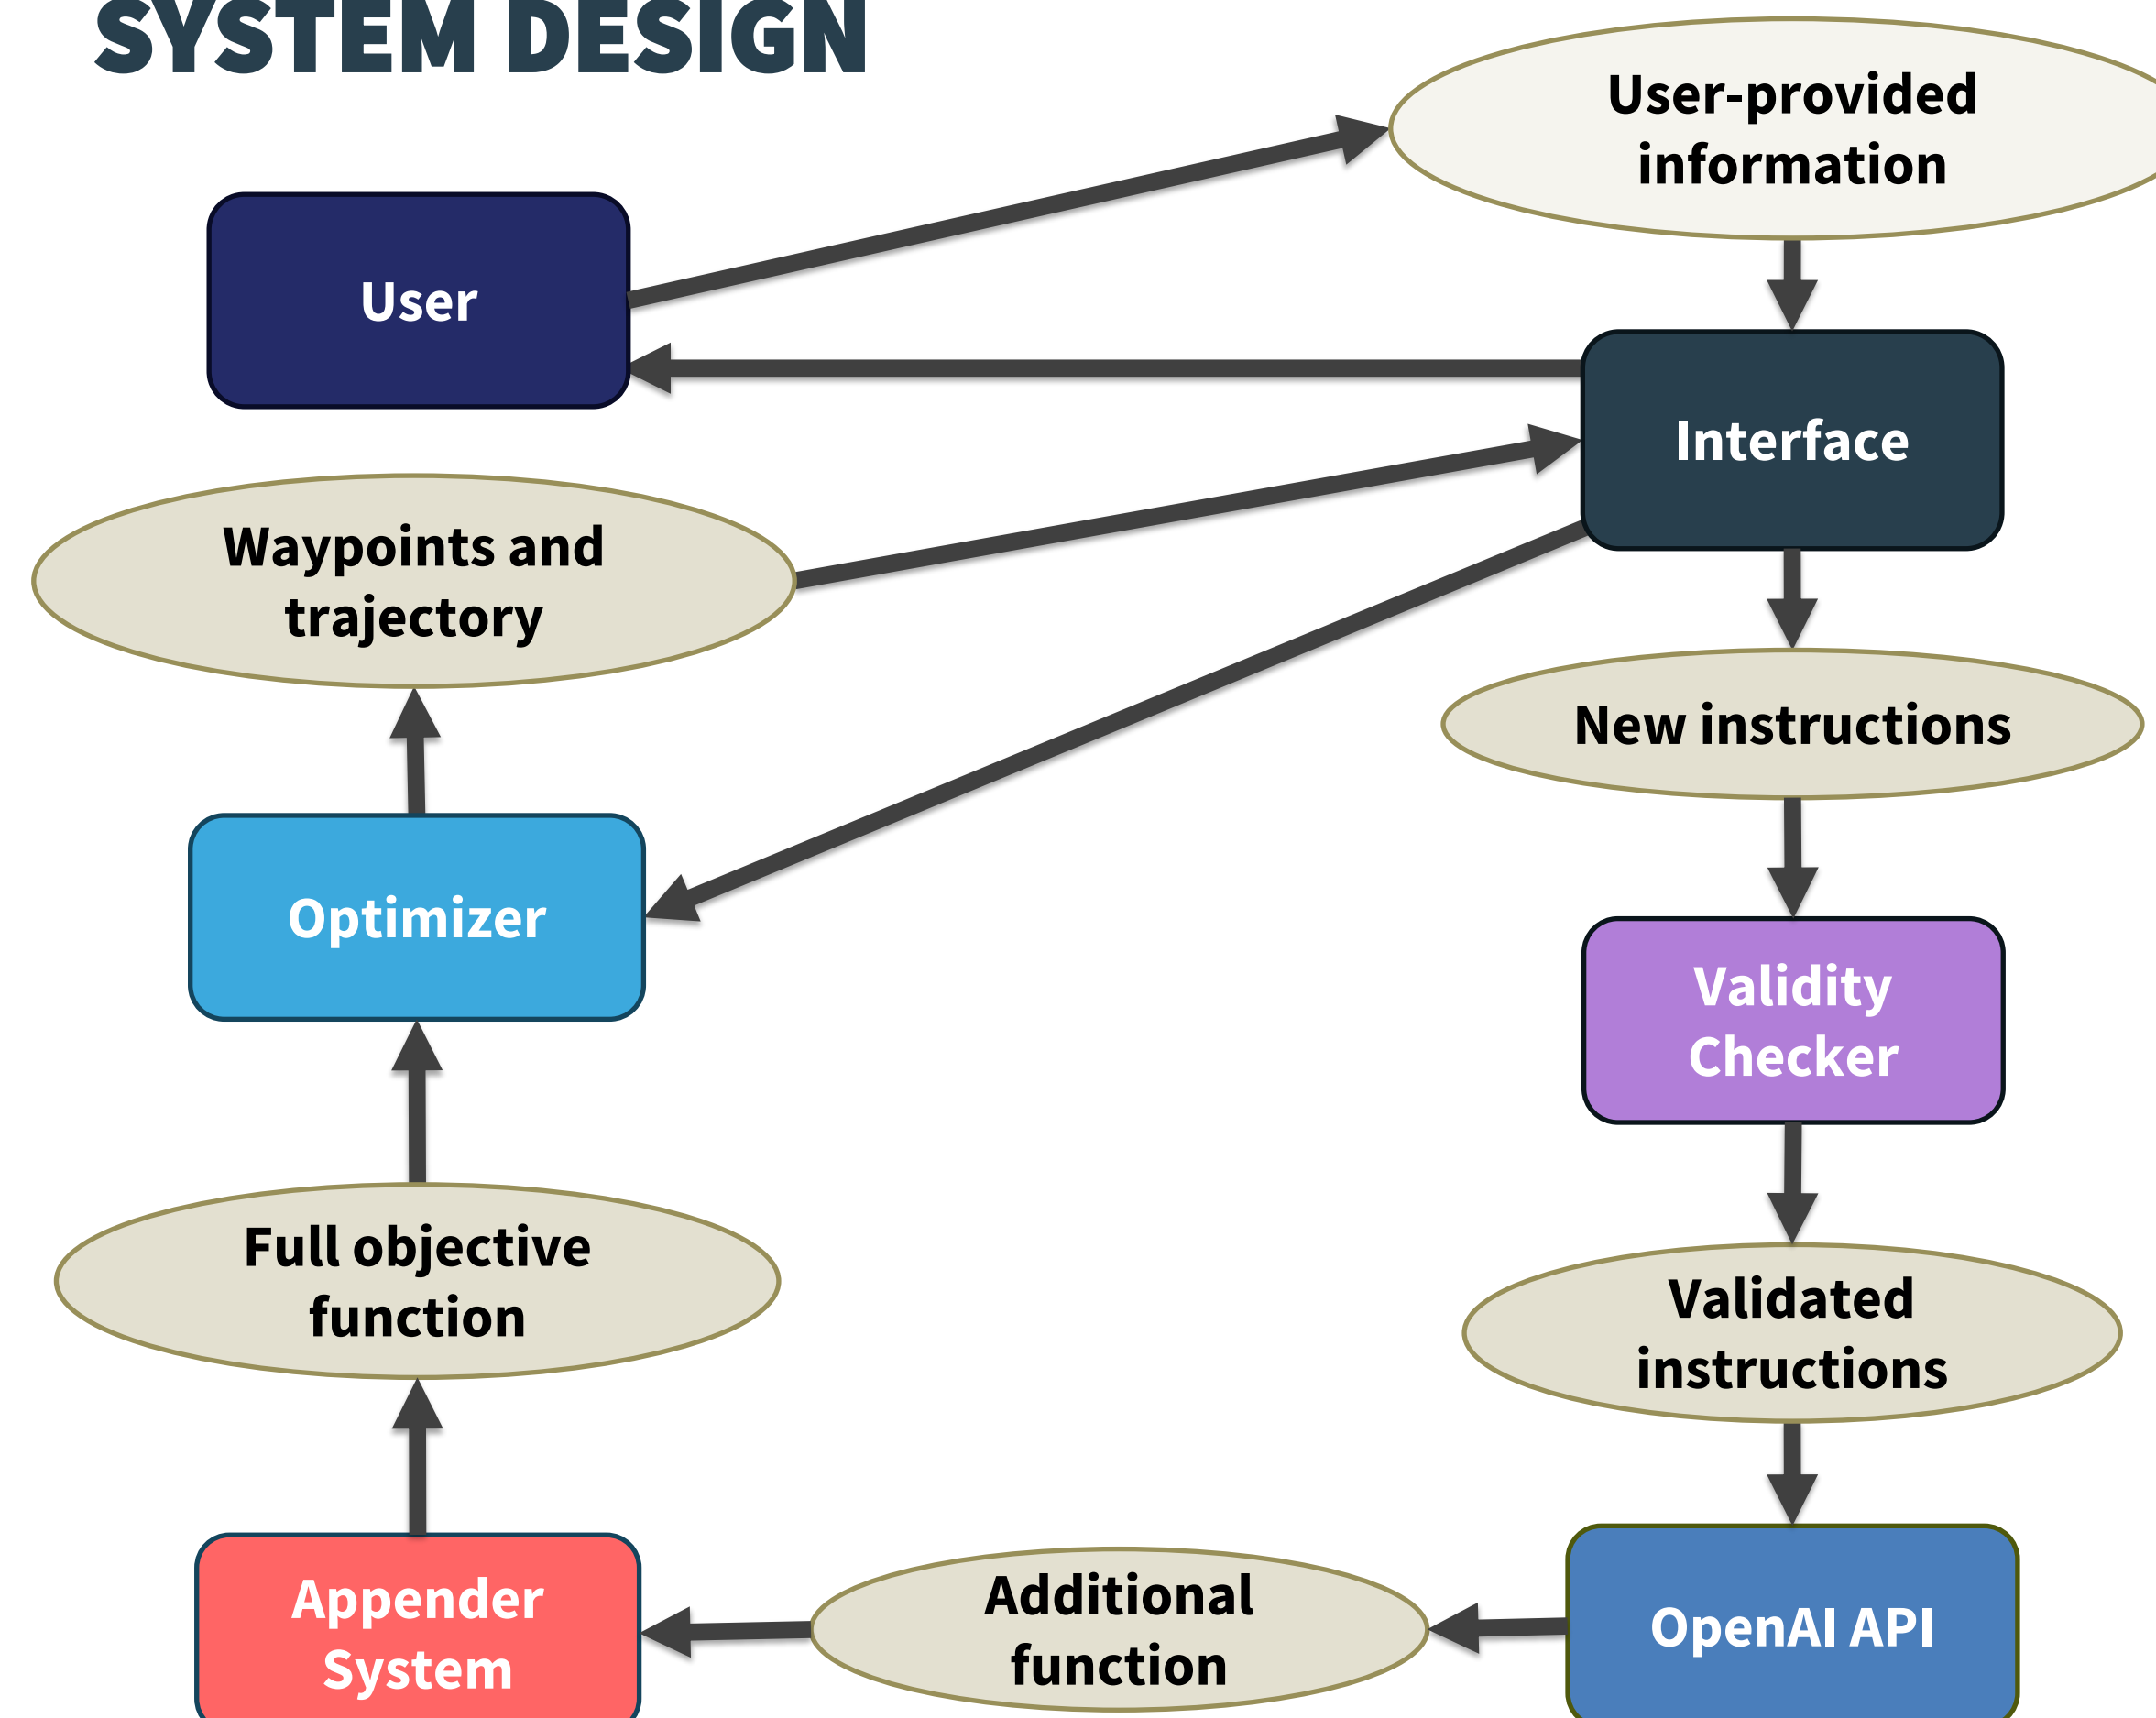 SYSTEM DESIGN
User-provided
information
User
Interface
Waypoints and
trajectory
New instructions
Optimizer
Validity
Checker
Full objective
function
Validated
instructions
Appender
System
Additional
function
OpenAI API